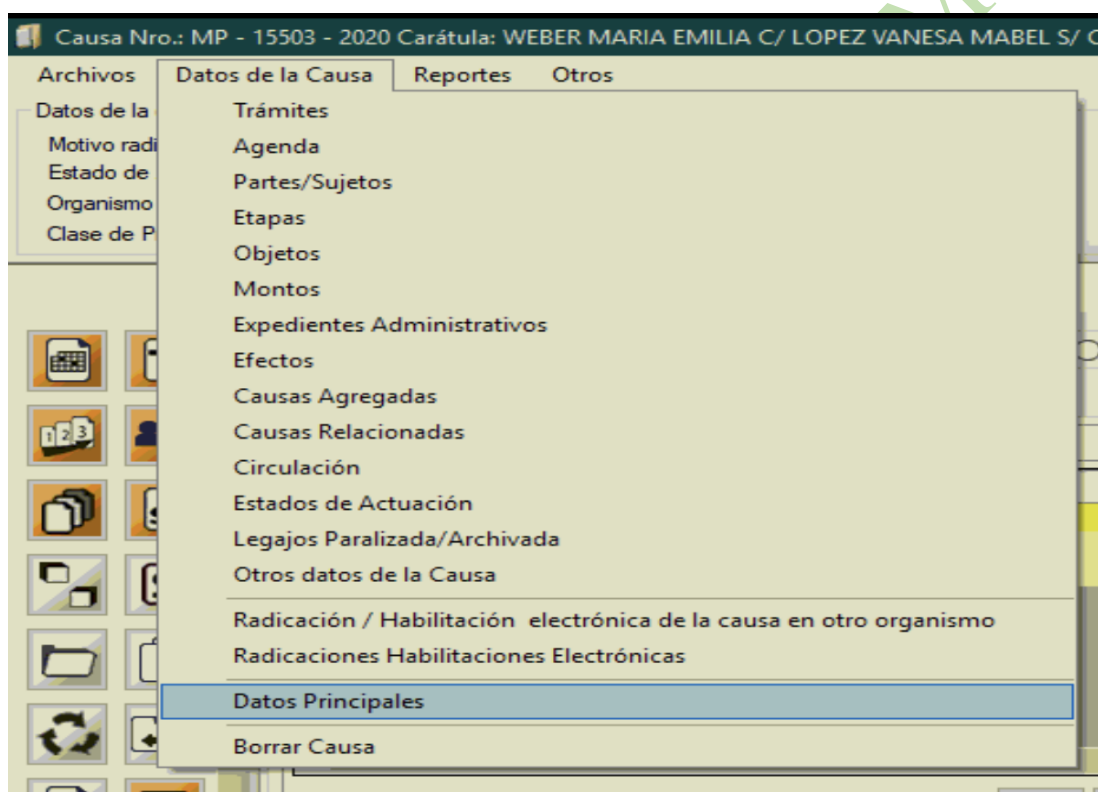 Causa Nro.: MP - 15503 - 2020 Carátula: WEBER MARIA EMILIA C/ LOPEZ VANESA MABEL S/
Archivos Datos de la Causa Reportes Otros
Datos de la
Trámites
Motivo
Agenda
Estado de
Partes/Sujetos
Organismo
Etapas
Clase de
Objetos
Montos
Expedientes Administrativos
Efectos
Causas Agregadas
1 2 3
Causas Relacionadas
Circulación
Estados de Actuación
Legajos Paralizada/Archivada
Otros datos de la Causa
Radicación / Habilitación electrónica de la causa en otro organismo
Radicaciones Habilitaciones Electrónicas
Datos Principales
Borrar Causa